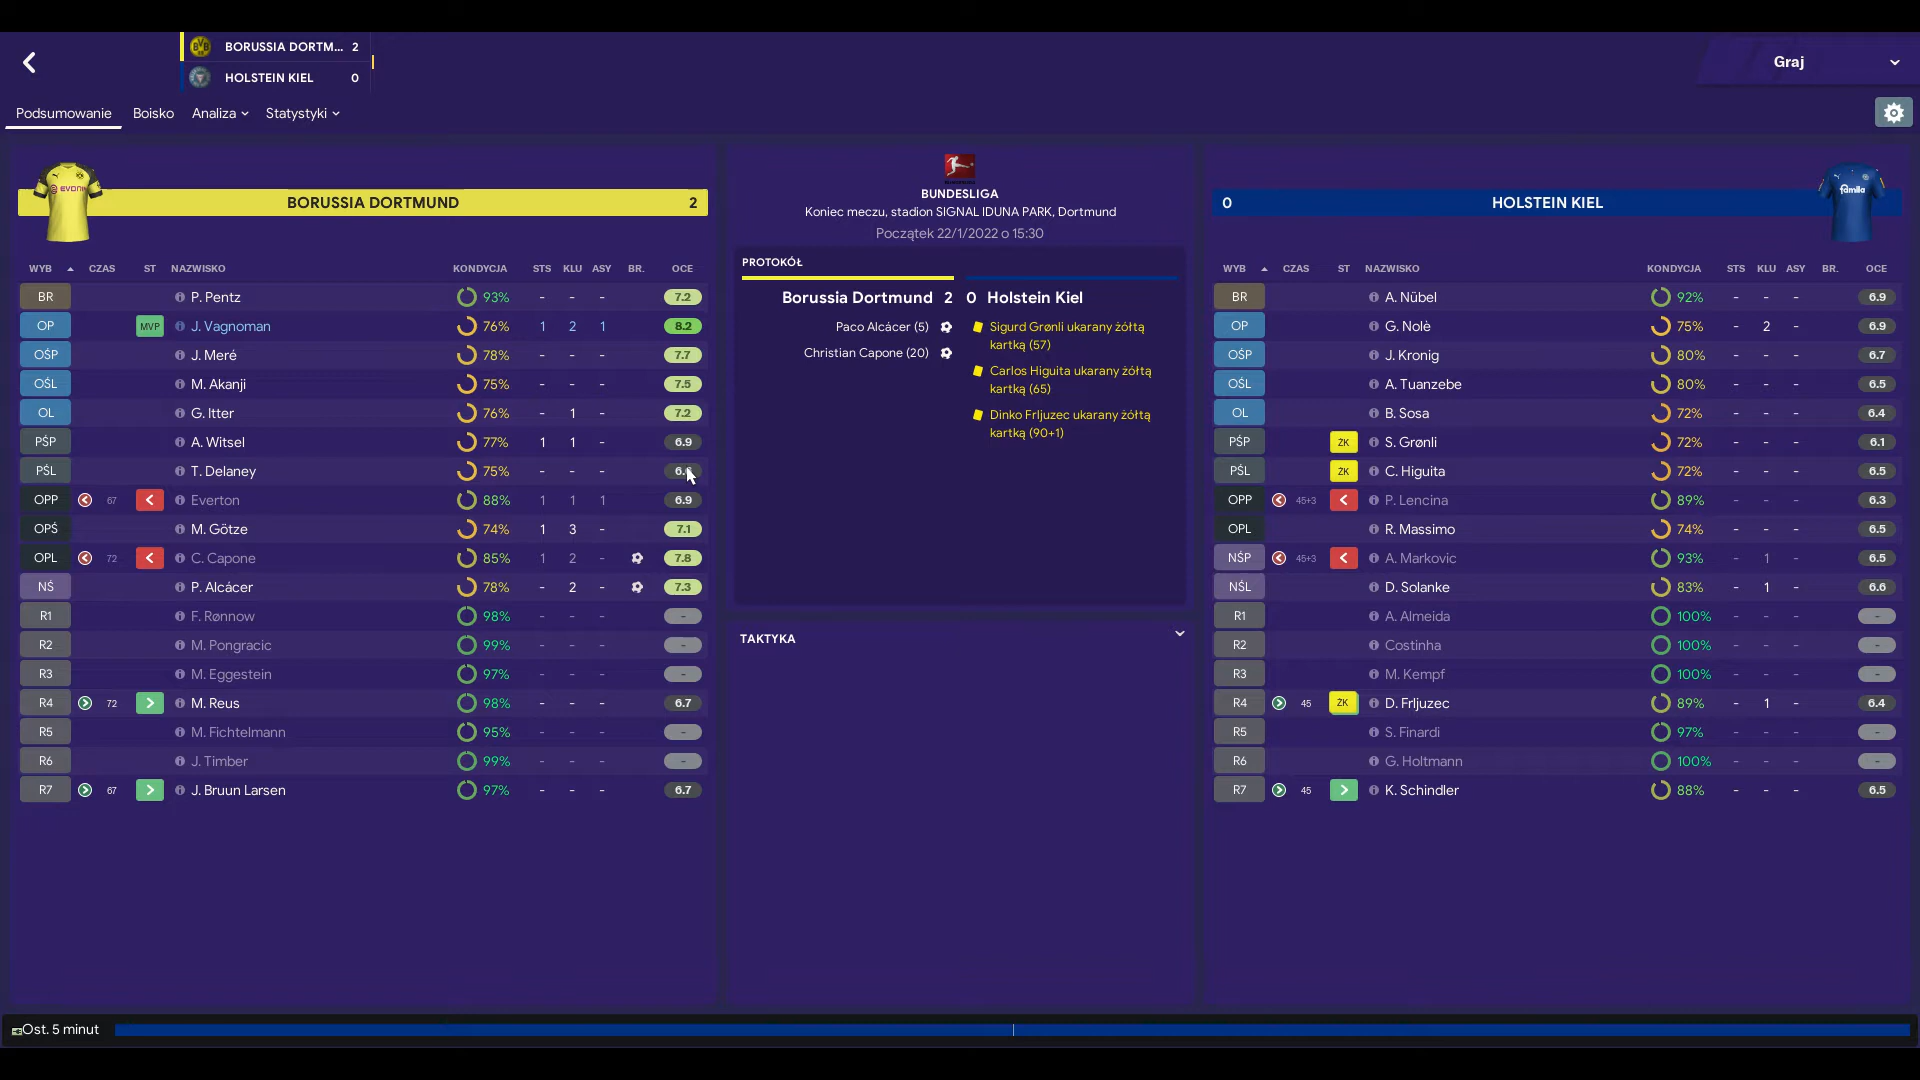 BORUSSIA DORTM... 2
HOLSTEIN KIEL 0
Graj
Podsumowanie Boisko Analiza Statystyki
BORUSSIA DORTMUND 2
WYB CZAS ST NAZWISKO KONDYCJA STS KLU ASY BR. OCE
BR P. Pentz 93% - - - 7.2
OP MVP J. Vagnoman 76% 1 2 1 8.2
OŚP J. Meré 78% - - - 7.7
OŚL M. Akanji 75% - - - 7.5
OL G. Itter 76% - 1 - 7.2
PŚP A. Witsel 77% 1 1 - 6.9
PŚL T. Delaney 75% - - -
OPP 67 Everton 88% 1 1 1 6.9
OPŚ M. Götze 74% 1 3 - 7.1
OPL 72 C. Capone 85% 1 2 - 7.8
NŚ P. Alcácer 78% - 2 - 7.3
R1 F. Rønnow 98% - - - -
R2 M. Pongracic 99% - - - -
R3 M. Eggestein 97% - - - -
R4 72 M. Reus 98% - - - 6.7
R5 M. Fichtelmann 95% - - - -
R6 J. Timber 99% - - - -
R7 67 J. Bruun Larsen 97% - - - 6.7
BUNDESLIGA
Koniec meczu, stadion SIGNAL IDUNA PARK, Dortmund
Początek 22/1/2022 o 15:30
PROTOKÓŁ
Borussia Dortmund 2 0 Holstein Kiel
Paco Alcácer (5)
Christian Capone (20)
Sigurd Grønli ukarany żółtą
kartką (57)
Carlos Higuita ukarany żółtą
kartką (65)
Dinko Frljuzec ukarany żółtą
kartką (90+1)
TAKTYKA
0 HOLSTEIN KIEL
familla
WYB CZAS ST NAZWISKO KONDYCJA STS KLU ASY BR. OCE
BR A. Nübel 92% - - - 6.9
OP G. Nolè 75% - 2 - 6.9
OŚP J. Kronig 80% - - - 6.7
OŚL A. Tuanzebe 80% - - - 6.5
OL B. Sosa 72% - - - 6.4
PŚP ŻK S. Grønli 72% - - - 6.1
PŚL ŻK C. Higuita 72% - - - 6.5
OPP 45+3 P. Lencina 89% - - - 6.3
OPL R. Massimo 74% - - - 6.5
NŚP 45+3 A. Markovic 93% - 1 - 6.5
NŚL D. Solanke 83% - 1 - 6.6
R1 A. Almeida 100% - - - -
R2 Costinha 100% - - - -
R3 M. Kempf 100% - - - -
R4 45 ŻK D. Frljuzec 89% - 1 - 6.4
R5 S. Finardi 97% - - - -
R6 G. Holtmann 100% - - - -
R7 45 K. Schindler 88% - - - 6.5
Ost. 5 minut